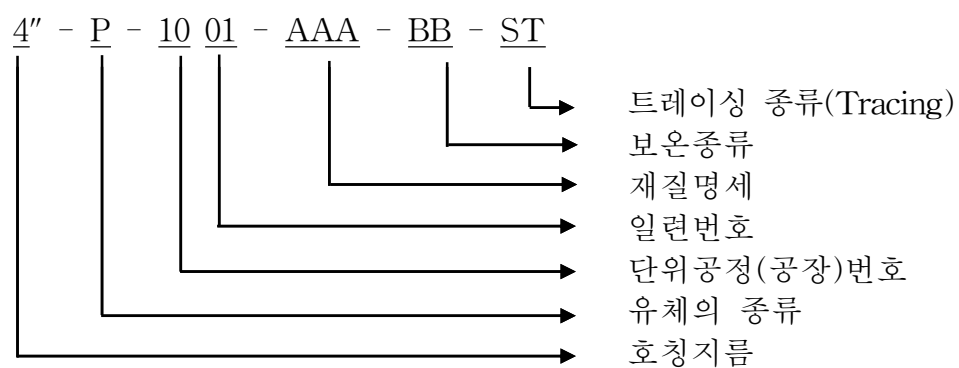 4″ - P - 10 01 - AAA - BB - ST
트레이싱 종류(Tracing)
보온종류
재질명세
일련번호
단위공정(공장)번호
유체의 종류
호칭지름